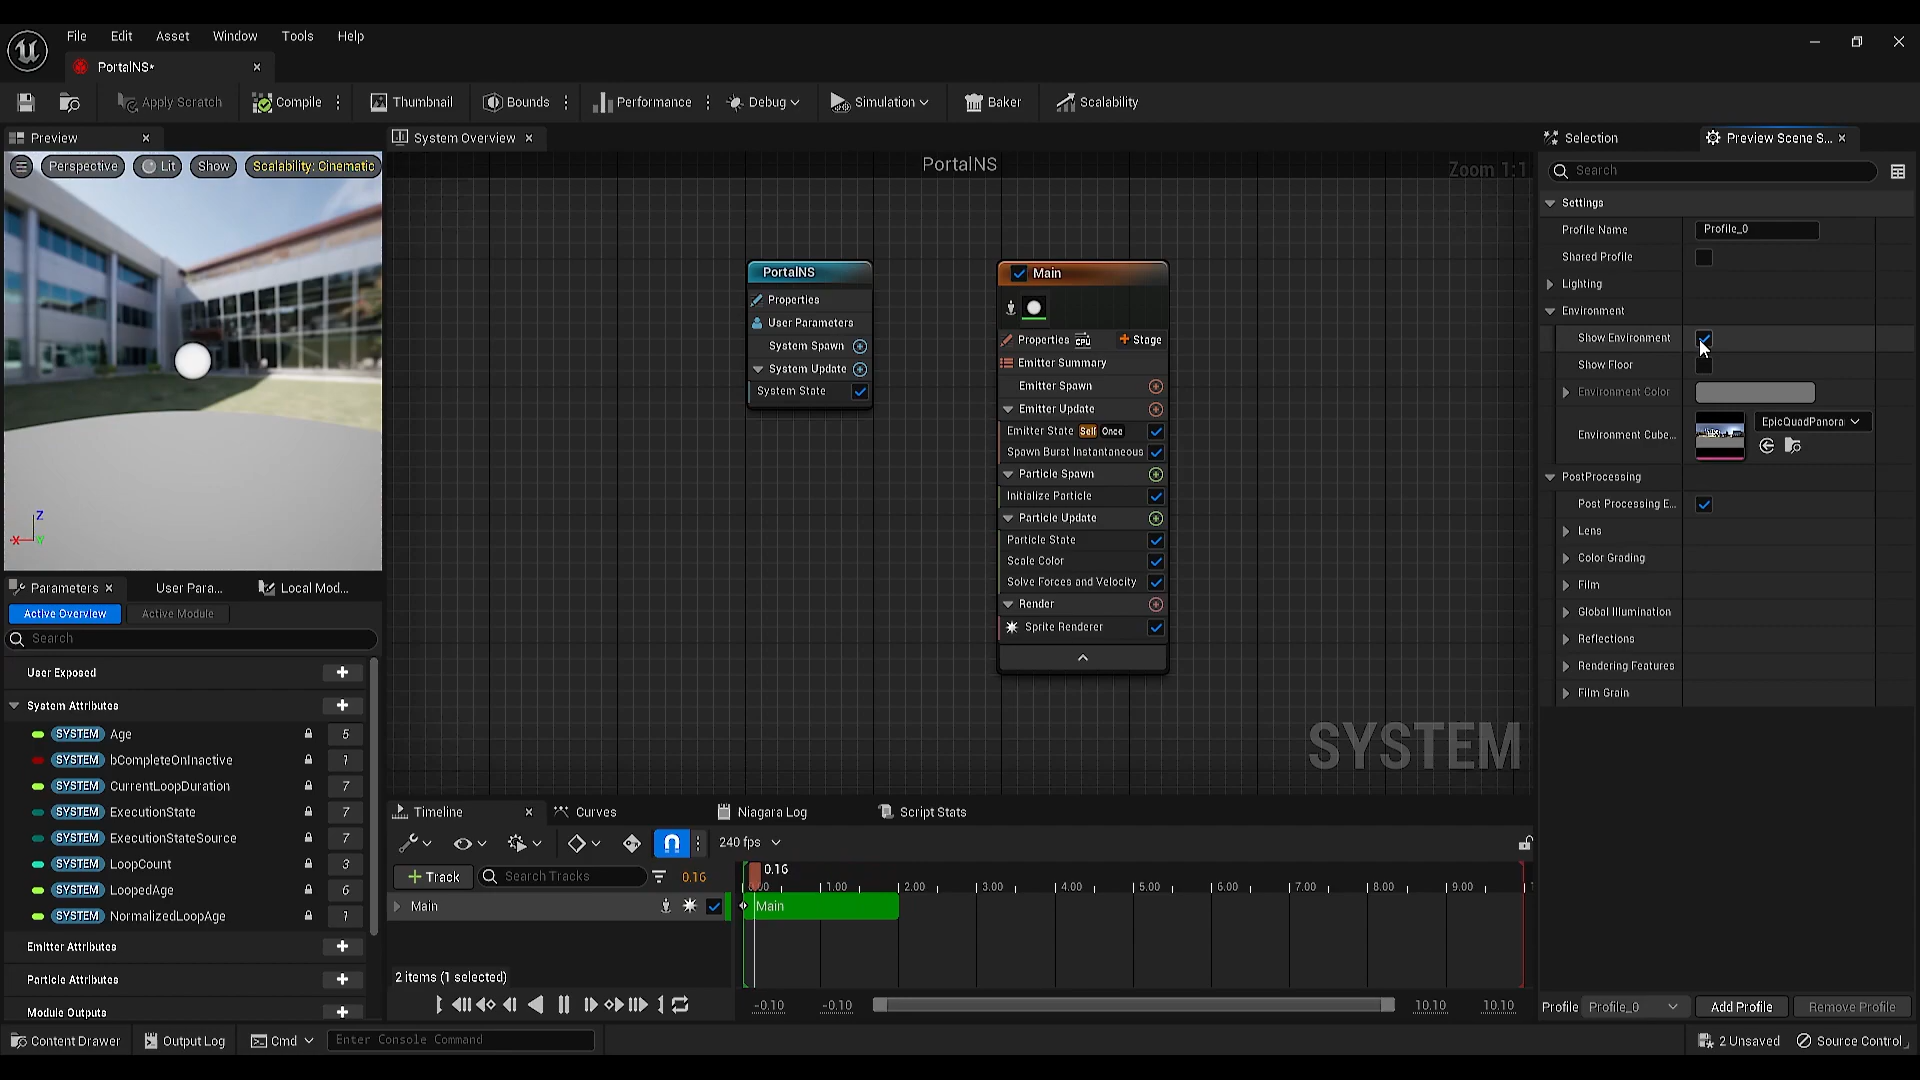 File Edit Asset Window Tools Help
PortalNS*
Apply Scratch Compile Thumbnail Bounds Performance Debug Simulation Baker Scalability
Preview
System Overview
Selection
Preview Scene S...
Perspective Lit Show Scalability: Cinematic
PortalNS
Zoom 1:1
Search
Settings
Profile Name Profile_0
Shared Profile
Lighting
Environment
Show Environment
Show Floor
Environment Color
Environment Cube... EpicQuadPanora
PostProcessing
Post Processing E...
Lens
Color Grading
Film
Global Illumination
Reflections
Rendering Features
Film Grain
PortalNS
Properties
User Parameters
System Spawn
System Update
System State
Main
Properties CPU Stage
Emitter Summary
Emitter Spawn
Emitter Update
Emitter State Self Once
Spawn Burst Instantaneous
Particle Spawn
Initialize Particle
Particle Update
Particle State
Scale Color
Solve Forces and Velocity
Render
Sprite Renderer
SYSTEM
Z
X
Y
Parameters User Para... Local Mod...
Active Overview Active Module
Search
User Exposed
System Attributes
SYSTEM Age 5
SYSTEM bCompleteOnInactive 1
SYSTEM CurrentLoopDuration 7
SYSTEM ExecutionState 7
SYSTEM ExecutionStateSource 7
SYSTEM LoopCount 3
SYSTEM LoopedAge 6
SYSTEM NormalizedLoopAge 1
Emitter Attributes
Particle Attributes
Module Outputs
Timeline Curves Niagara Log Script Stats
240 fps
Track Search Tracks 0.16
0.16
0.00 1.00 2.00 3.00 4.00 5.00 6.00 7.00 8.00 9.00 1
Main
Main
2 items (1 selected)
-0.10 -0.10 10.10 10.10
Profile Profile_0 Add Profile Remove Profile
Content Drawer Output Log Cmd Enter Console Command 2 Unsaved Source Control